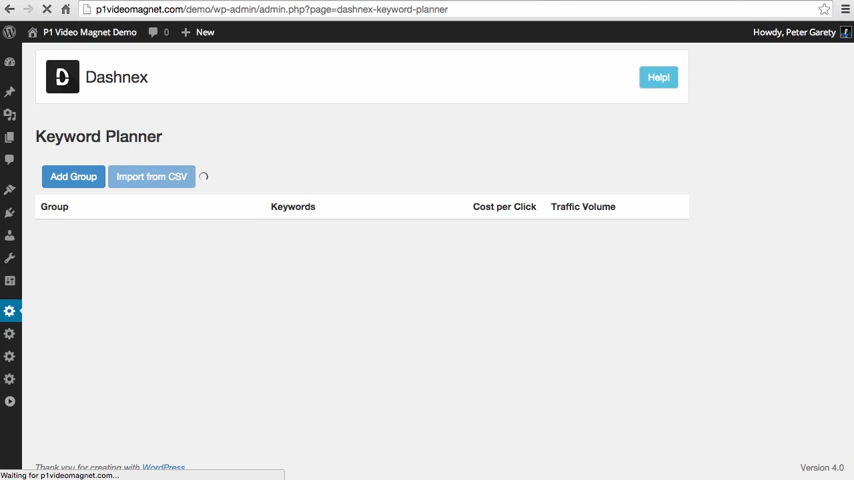 p1videomagnet.com/demo/wp-admin/admin.php?page=dashnex-keyword-planner
P1 Video Magnet Demo 0 New Howdy, Peter Garety
D Dashnex Help!
Keyword Planner
Add Group Import from CSV
Group Keywords Cost per Click Traffic Volume
Thank you for creating with WordPress Version 4.0
Waiting for p1videomagnet.com...